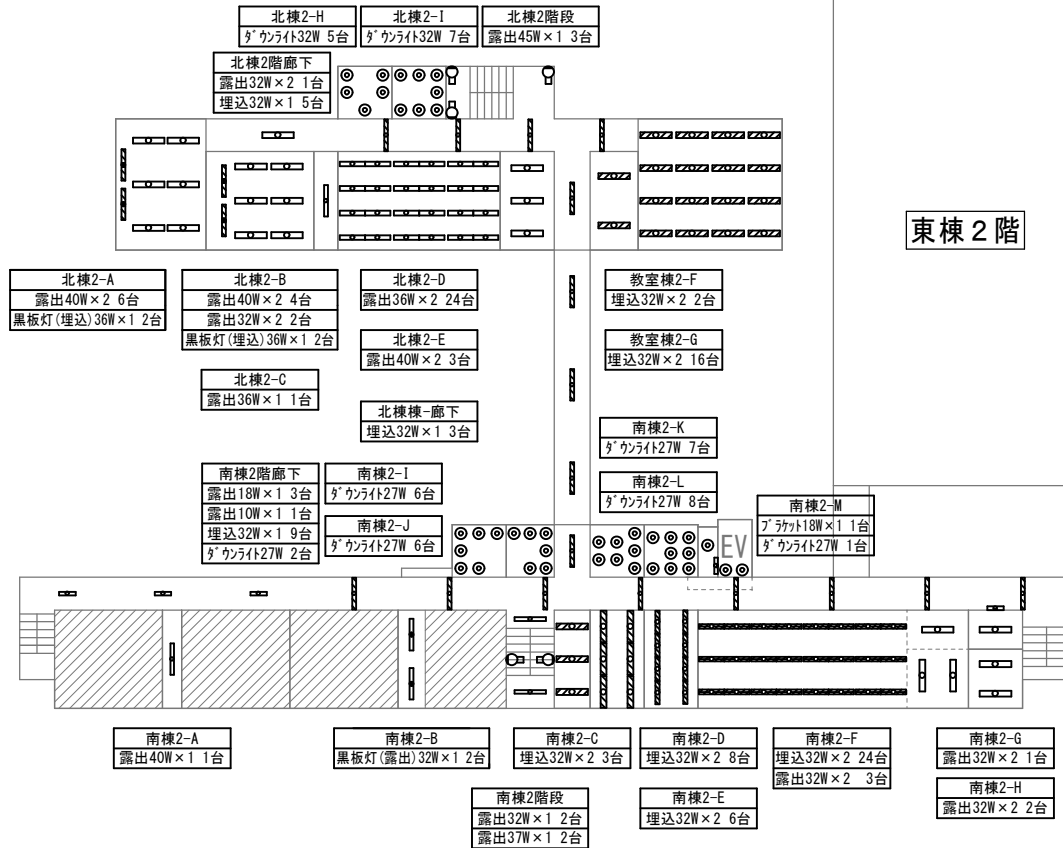 北棟2-H
ダウンライト32W 5台
北棟2-I
ダウンライト32W 7台
北棟2階段
露出45W×1 3台
北棟2階廊下
露出32W×2 1台
埋込32W×1 5台
東棟２階
北棟2-A
露出40W×2 6台
黒板灯(埋込)36W×1 2台
北棟2-B
露出40W×2 4台
露出32W×2 2台
黒板灯(埋込)36W×1 2台
北棟2-C
露出36W×1 1台
北棟2-D
露出36W×2 24台
北棟2-E
露出40W×2 3台
北棟棟-廊下
埋込32W×1 3台
教室棟2-F
埋込32W×2 2台
教室棟2-G
埋込32W×2 16台
南棟2-K
ダウンライト27W 7台
南棟2-L
ダウンライト27W 8台
南棟2階廊下
露出18W×1 3台
露出10W×1 1台
埋込32W×1 9台
ダウンライト27W 2台
南棟2-I
ダウンライト27W 6台
南棟2-J
ダウンライト27W 6台
南棟2-M
ブラケット18W×1 1台
ダウンライト27W 1台
EV
南棟2-A
露出40W×1 1台
南棟2-B
黒板灯(露出)32W×1 2台
南棟2-C
埋込32W×2 3台
南棟2-D
埋込32W×2 8台
南棟2-F
埋込32W×2 24台
露出32W×2 3台
南棟2-G
露出32W×2 1台
南棟2階段
露出32W×1 2台
露出37W×1 2台
南棟2-E
埋込32W×2 6台
南棟2-H
露出32W×2 2台